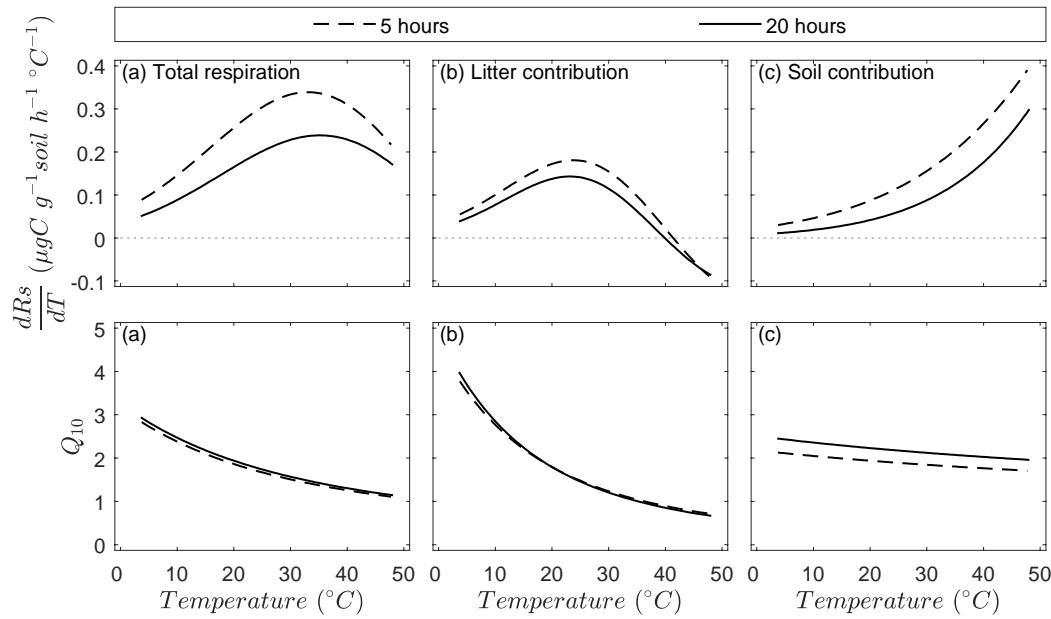 5 hours 20 hours
(a) Total respiration (b) Litter contribution (c) Soil contribution
0.4
0.3
0.2
0.1
0
-0.1
dRs/dT (μgC g⁻¹soil h⁻¹ °C⁻¹)
(a) (b) (c)
5
4
3
2
1
0
Q₁₀
0 10 20 30 40 50 0 10 20 30 40 50 0 10 20 30 40 50
Temperature (°C) Temperature (°C) Temperature (°C)